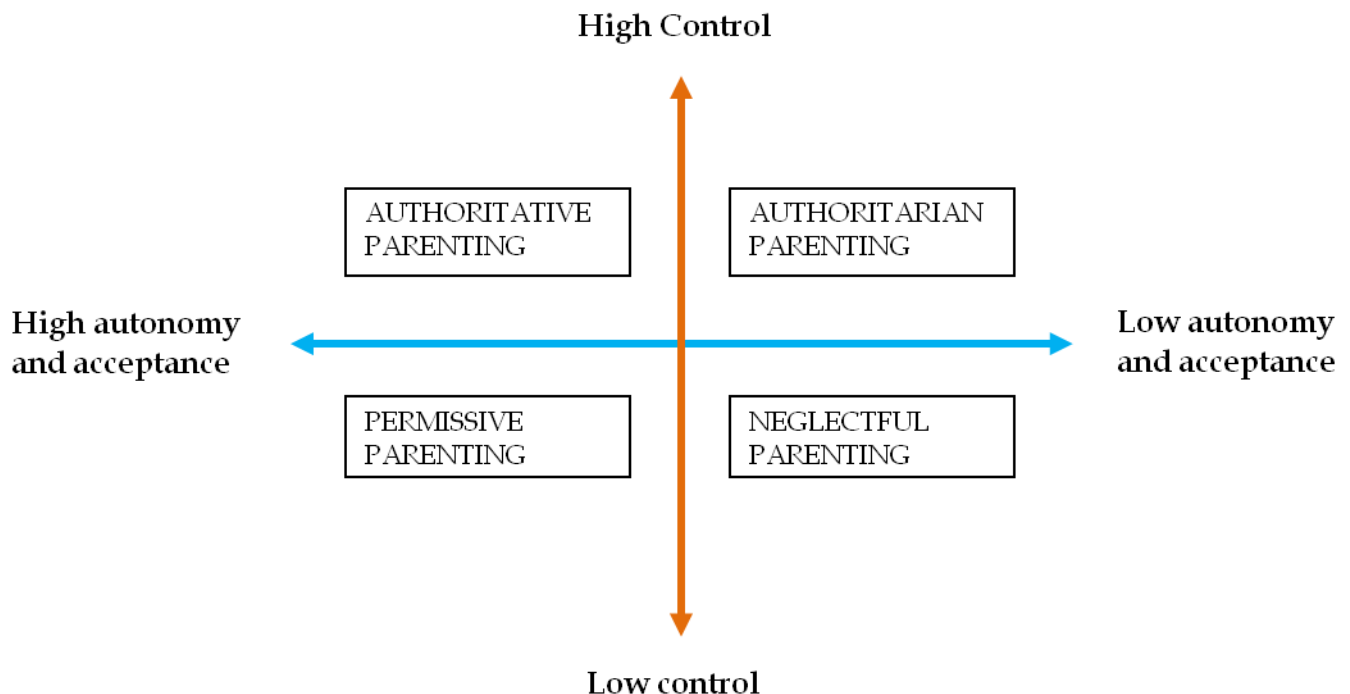 High Control
AUTHORITATIVE
PARENTING
AUTHORITARIAN
PARENTING
High autonomy
and acceptance
Low autonomy
and acceptance
PERMISSIVE
PARENTING
NEGLECTFUL
PARENTING
Low control